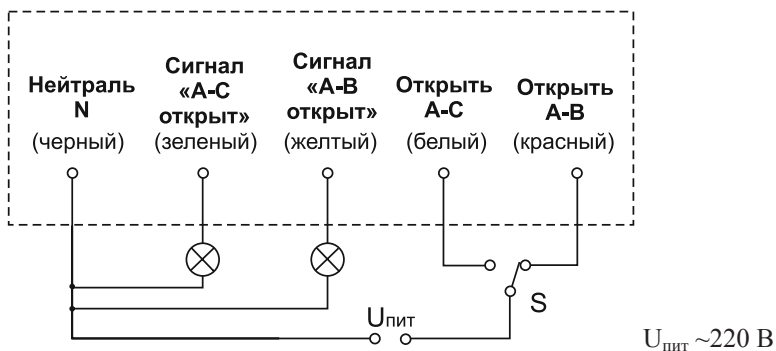 Нейтраль
N
(черный)
Сигнал
«А-С
открыт»
(зеленый)
Сигнал
«А-В
открыт»
(желтый)
Открыть
А-С
(белый)
Открыть
А-В
(красный)
S
Uпит
Uпит ~220 В